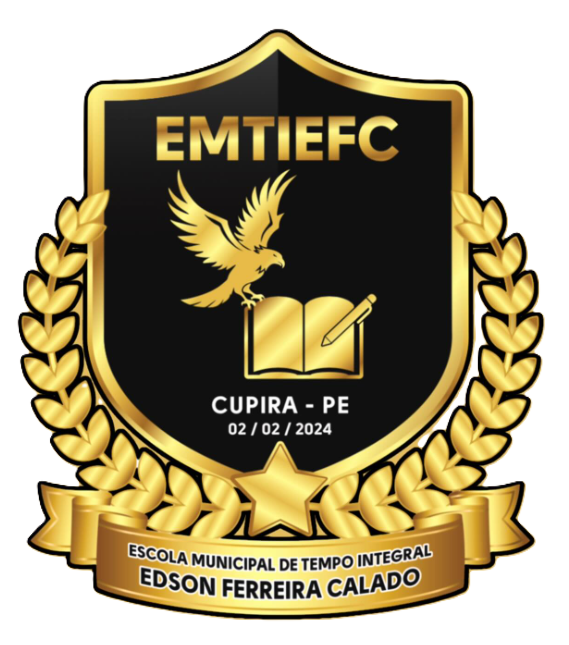 EMTIEFC
CUPIRA - PE
02 / 02 / 2024
ESCOLA MUNICIPAL DE TEMPO INTEGRAL
EDSON FERREIRA CALADO